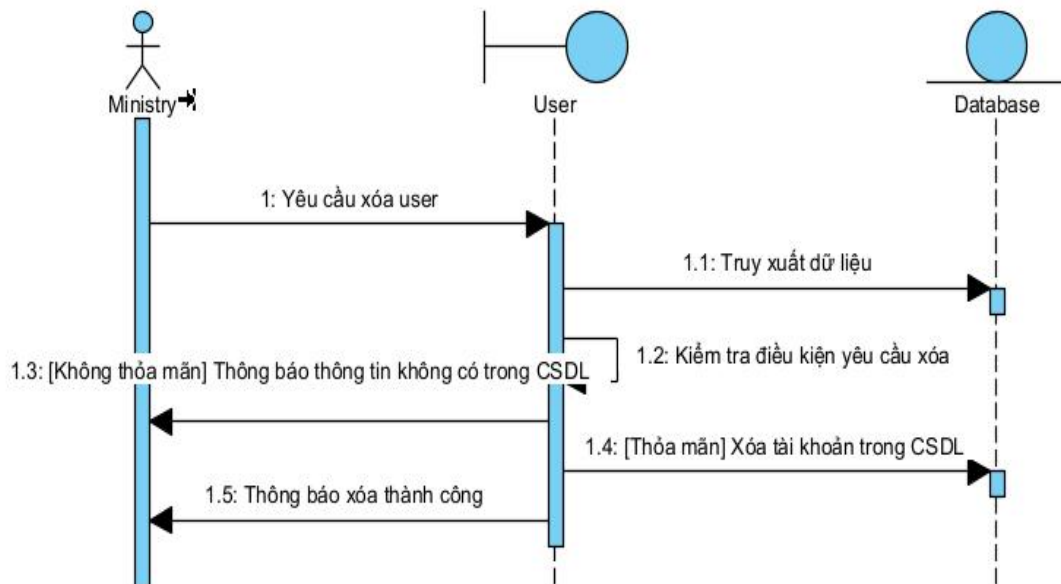 Ministry
User
Database
1: Yêu cầu xóa user
1.1: Truy xuất dữ liệu
1.2: Kiểm tra điều kiện yêu cầu xóa
1.3: [Không thỏa mãn] Thông báo thông tin không có trong CSDL
1.4: [Thỏa mãn] Xóa tài khoản trong CSDL
1.5: Thông báo xóa thành công